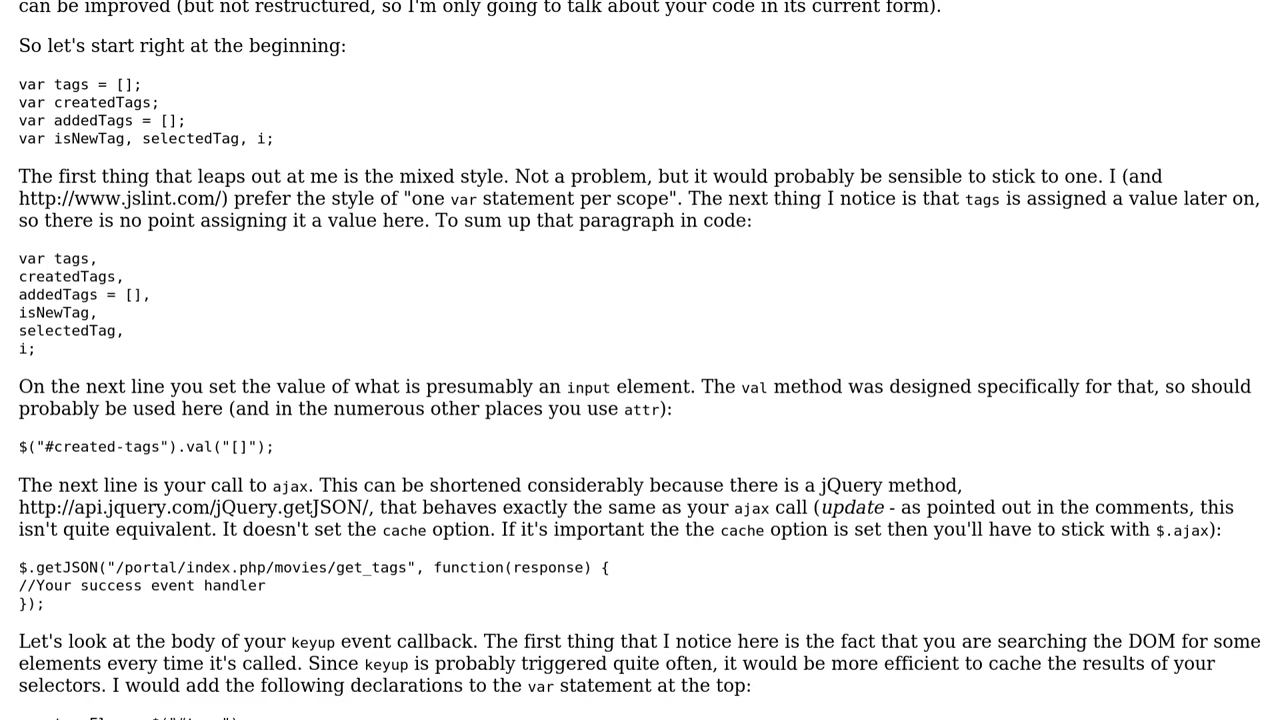 can be improved (but not restructured, so I'm only going to talk about your code in its current form).
So let's start right at the beginning:
var tags = [];
var createdTags;
var addedTags = [];
var isNewTag, selectedTag, i;
The first thing that leaps out at me is the mixed style. Not a problem, but it would probably be sensible to stick to one. I (and
http://www.jslint.com/) prefer the style of "one var statement per scope". The next thing I notice is that tags is assigned a value later on,
so there is no point assigning it a value here. To sum up that paragraph in code:
var tags,
createdTags,
addedTags = [],
isNewTag,
selectedTag,
i;
On the next line you set the value of what is presumably an input element. The val method was designed specifically for that, so should
probably be used here (and in the numerous other places you use attr):
$("#created-tags").val("[]");
The next line is your call to ajax. This can be shortened considerably because there is a jQuery method,
http://api.jquery.com/jQuery.getJSON/, that behaves exactly the same as your ajax call (update - as pointed out in the comments, this
isn't quite equivalent. It doesn't set the cache option. If it's important the the cache option is set then you'll have to stick with $.ajax):
$.getJSON("/portal/index.php/movies/get_tags", function(response) {
//Your success event handler
});
Let's look at the body of your keyup event callback. The first thing that I notice here is the fact that you are searching the DOM for some
elements every time it's called. Since keyup is probably triggered quite often, it would be more efficient to cache the results of your
selectors. I would add the following declarations to the var statement at the top: